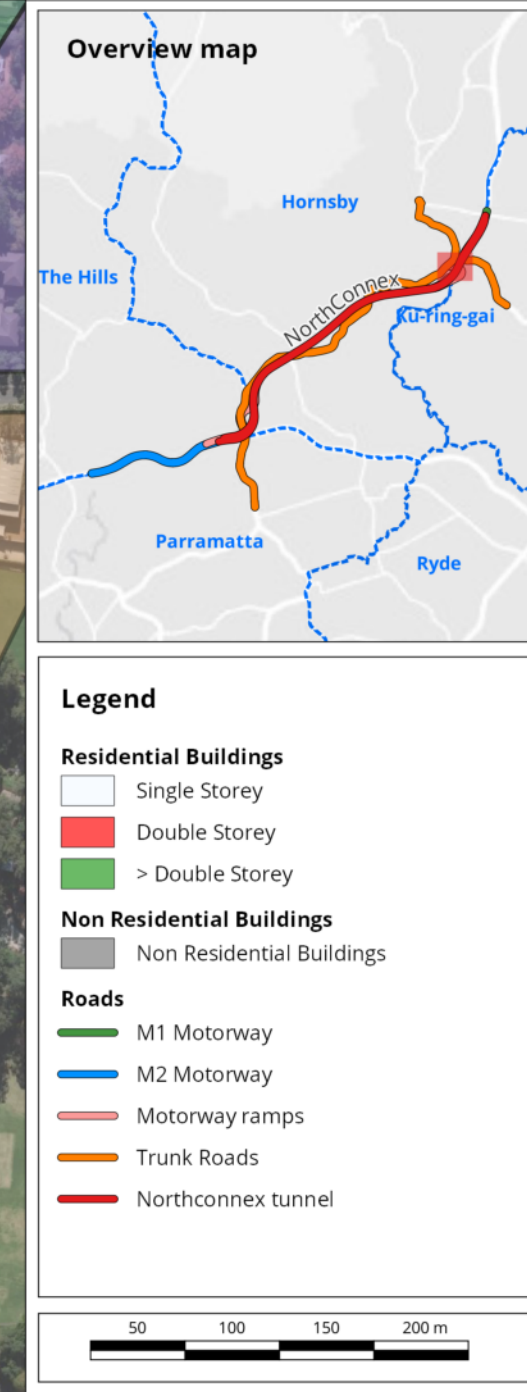 Overview map
Hornsby
The Hills
NorthConnex
Ku-ring-gai
Parramatta
Ryde
Legend
Residential Buildings
Single Storey
Double Storey
> Double Storey
Non Residential Buildings
Non Residential Buildings
Roads
M1 Motorway
M2 Motorway
Motorway ramps
Trunk Roads
Northconnex tunnel
50 100 150 200 m